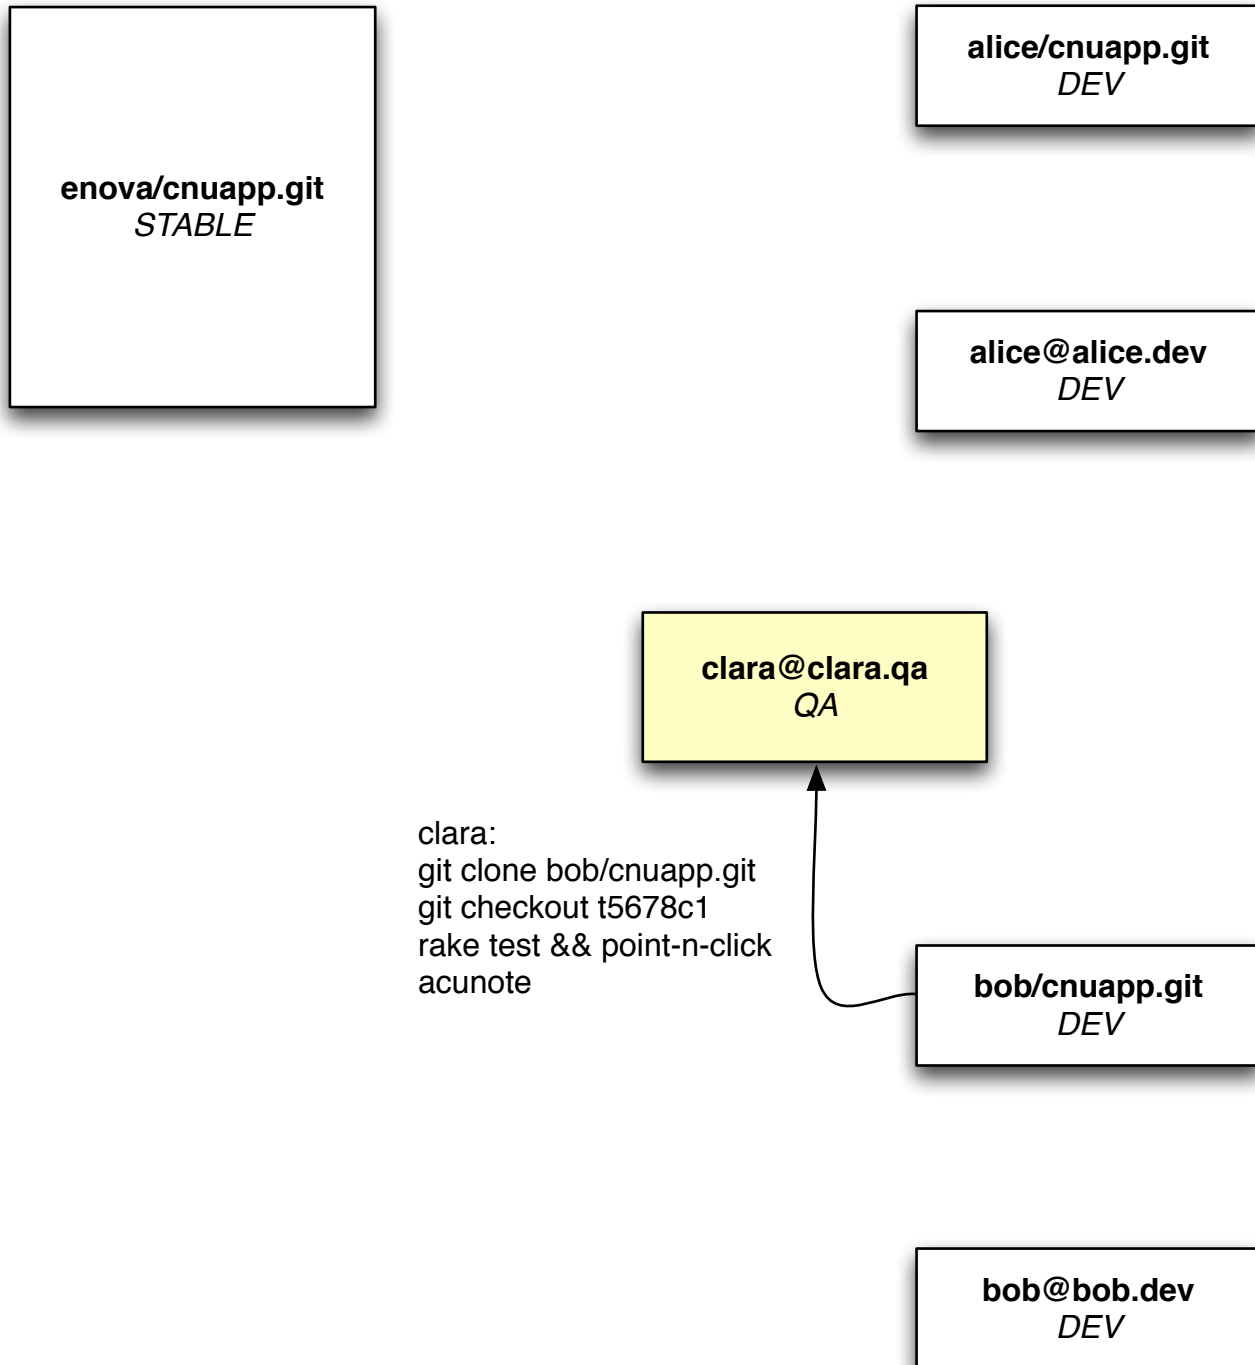 enova/cnuapp.git
STABLE
alice/cnuapp.git
DEV
alice@alice.dev
DEV
clara@clara.qa
QA
clara:
git clone bob/cnuapp.git
git checkout t5678c1
rake test && point-n-click
acunote
bob/cnuapp.git
DEV
bob@bob.dev
DEV